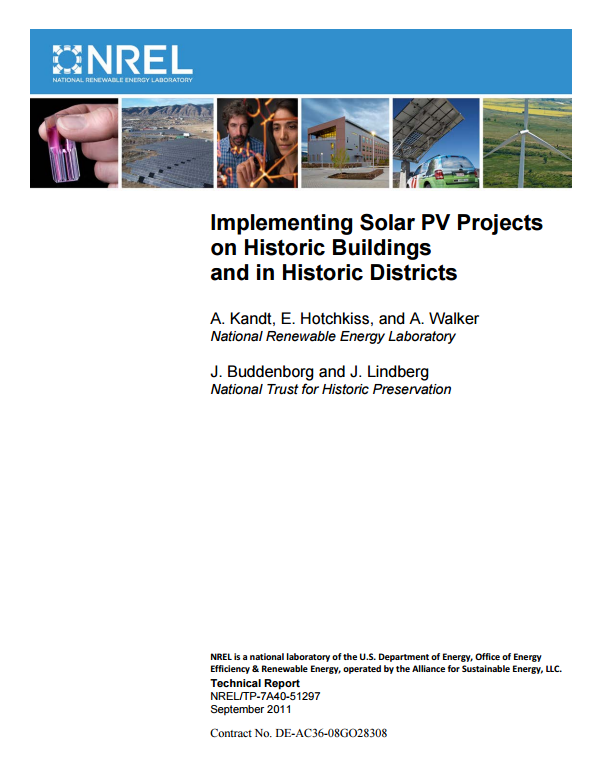 NREL
NATIONAL RENEWABLE ENERGY LABORATORY
Implementing Solar PV Projects
on Historic Buildings
and in Historic Districts
A. Kandt, E. Hotchkiss, and A. Walker
National Renewable Energy Laboratory
J. Buddenborg and J. Lindberg
National Trust for Historic Preservation
NREL is a national laboratory of the U.S. Department of Energy, Office of Energy
Efficiency & Renewable Energy, operated by the Alliance for Sustainable Energy, LLC.
Technical Report
NREL/TP-7A40-51297
September 2011
Contract No. DE-AC36-08GO28308